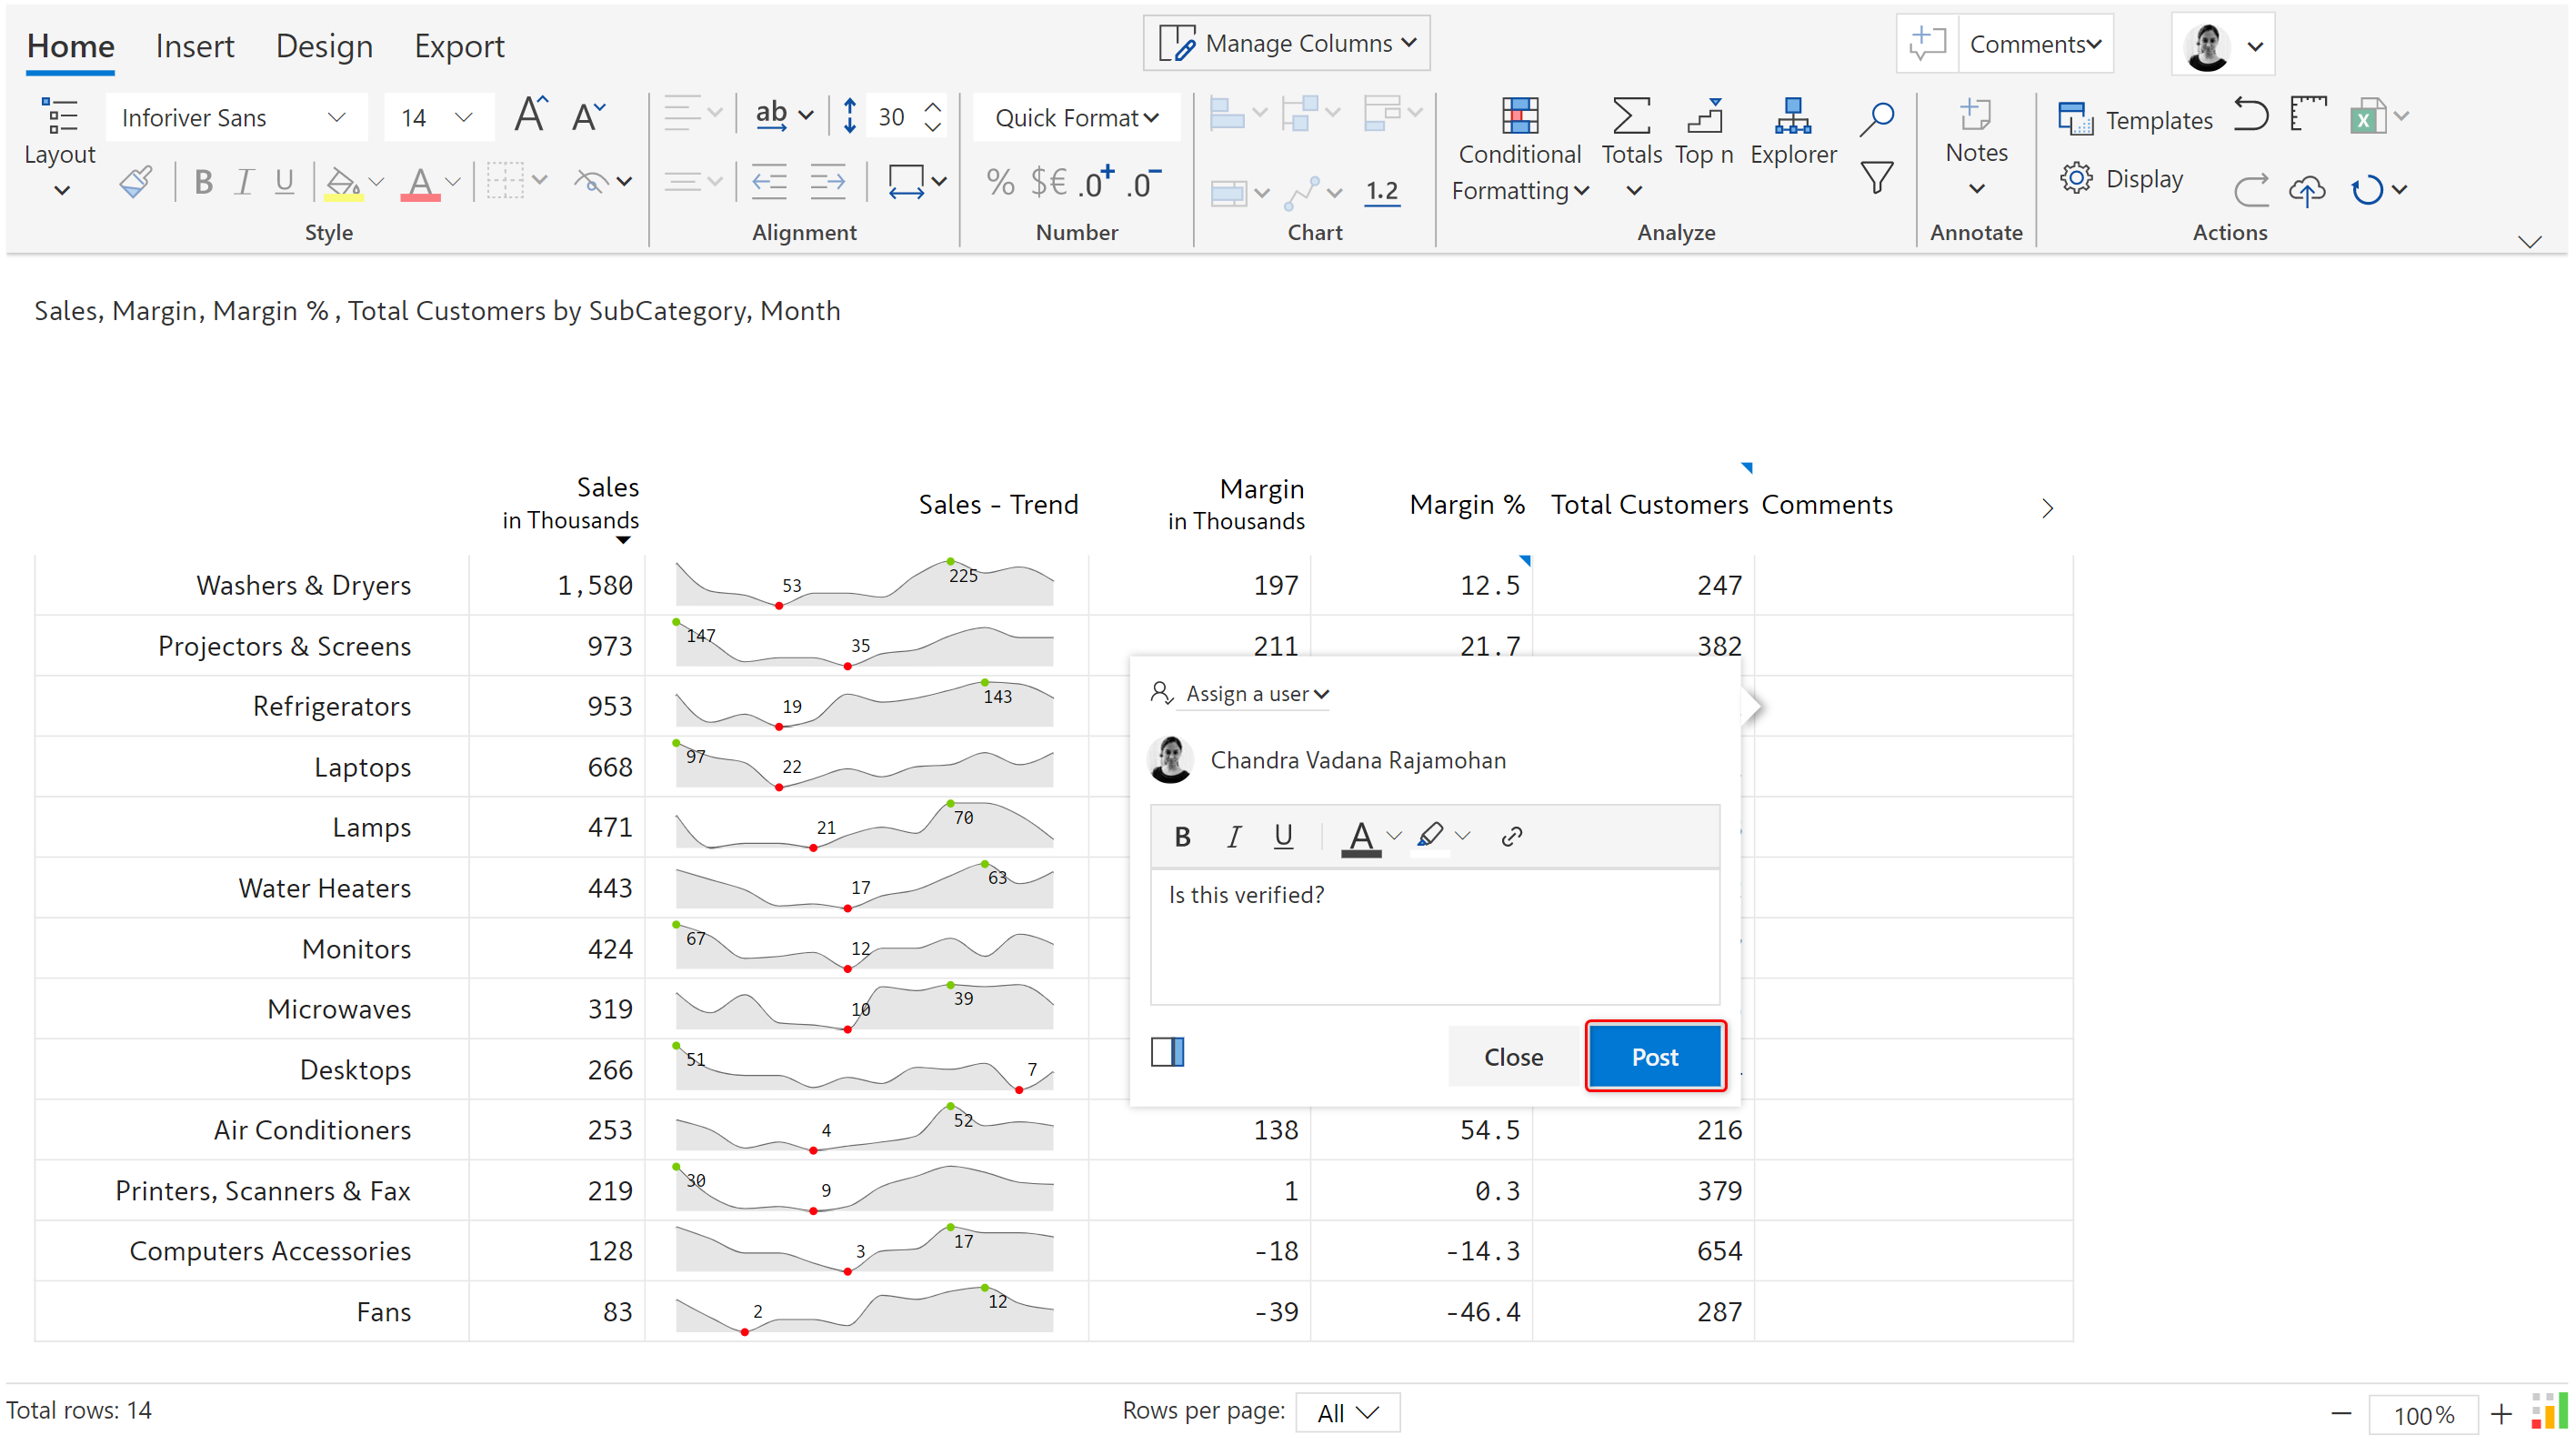 Home Insert Design Export Manage Columns Comments
Inforiver Sans 14 A A ab 30 Quick Format Conditional Formatting Totals Top n Explorer Notes Templates
Layout B I U A % $€ .0+ .0- 1.2 Display
Style Alignment Number Chart Analyze Annotate Actions
Sales, Margin, Margin % , Total Customers by SubCategory, Month
Sales in Thousands Sales - Trend Margin in Thousands Margin % Total Customers Comments
Washers & Dryers 1,580 53 225 197 12.5 247
Projectors & Screens 973 147 35 211 21.7 382
Refrigerators 953 19 143
Laptops 668 97 22
Lamps 471 21 70
Water Heaters 443 17 63
Monitors 424 67 12
Microwaves 319 10 39
Desktops 266 51 7
Air Conditioners 253 4 52 138 54.5 216
Printers, Scanners & Fax 219 30 9 1 0.3 379
Computers Accessories 128 3 17 -18 -14.3 654
Fans 83 2 12 -39 -46.4 287
Assign a user
Chandra Vadana Rajamohan
B I U A
Is this verified?
Close Post
Total rows: 14 Rows per page: All 100%